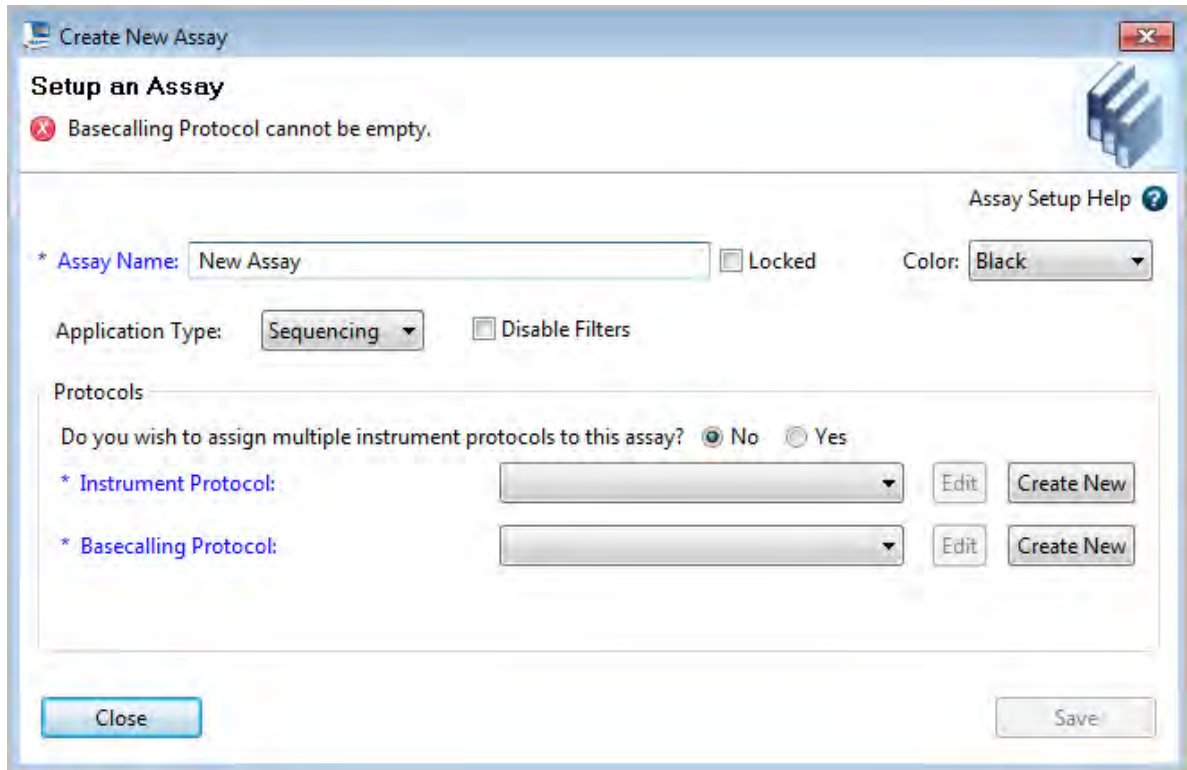 Create New Assay
Setup an Assay
Basecalling Protocol cannot be empty.
Assay Setup Help ?
* Assay Name: New Assay Locked Color: Black
Application Type: Sequencing Disable Filters
Protocols
Do you wish to assign multiple instrument protocols to this assay? No Yes
* Instrument Protocol: Edit Create New
* Basecalling Protocol: Edit Create New
Close Save